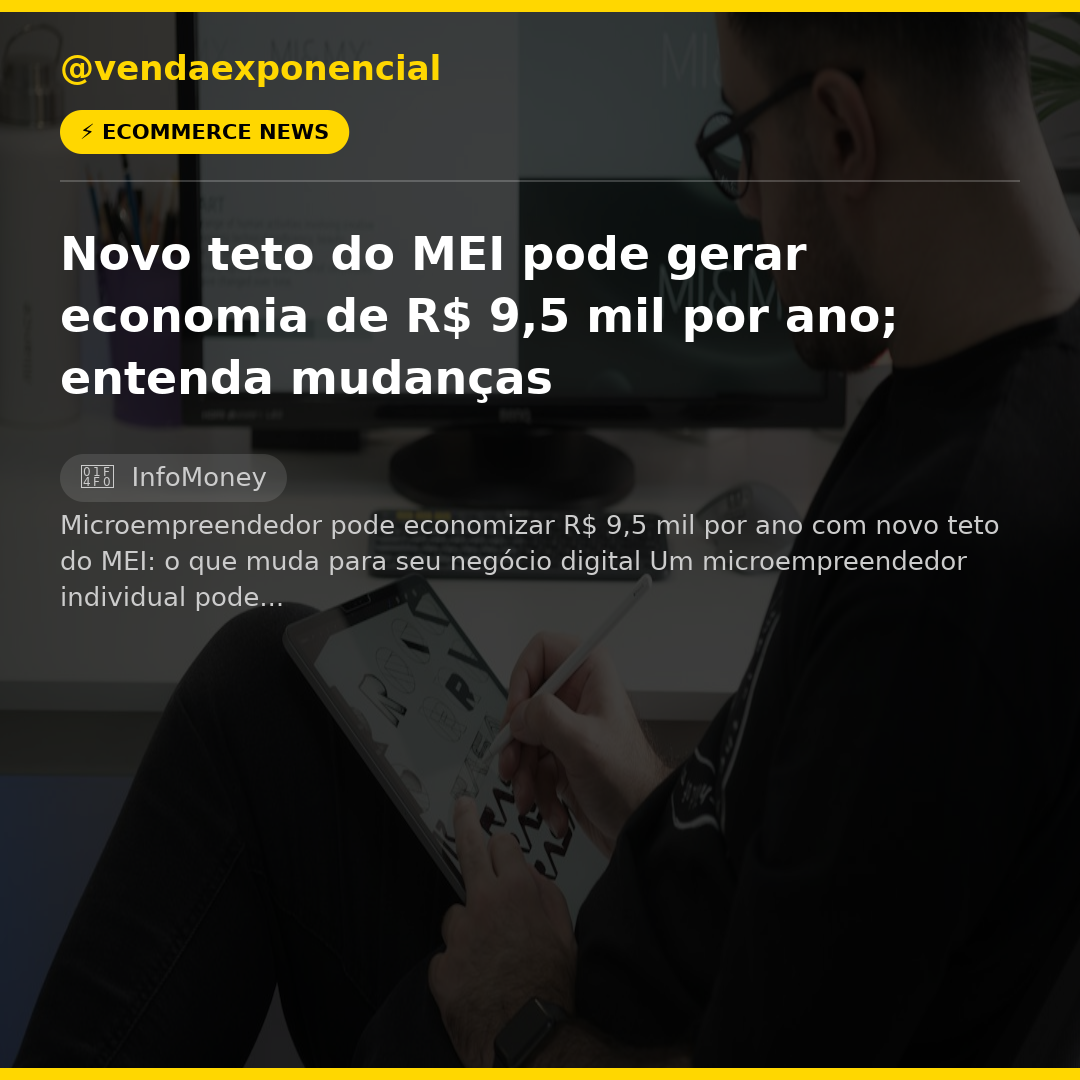 @vendaexponencial
⚡ ECOMMERCE NEWS
Novo teto do MEI pode gerar
economia de R$ 9,5 mil por ano;
entenda mudanças
InfoMoney
Microempreendedor pode economizar R$ 9,5 mil por ano com novo teto
do MEI: o que muda para seu negócio digital Um microempreendedor
individual pode...